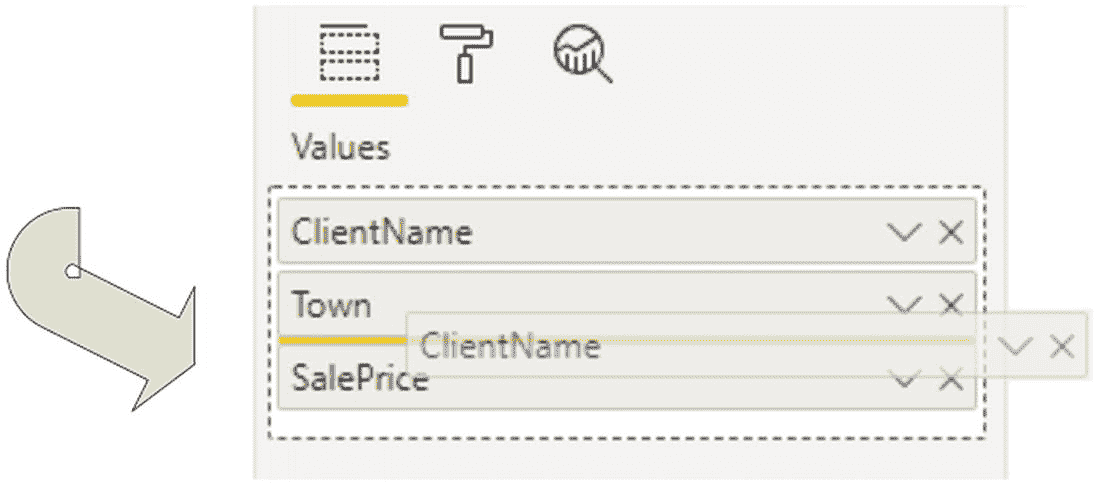 Values
ClientName
Town
ClientName
SalePrice